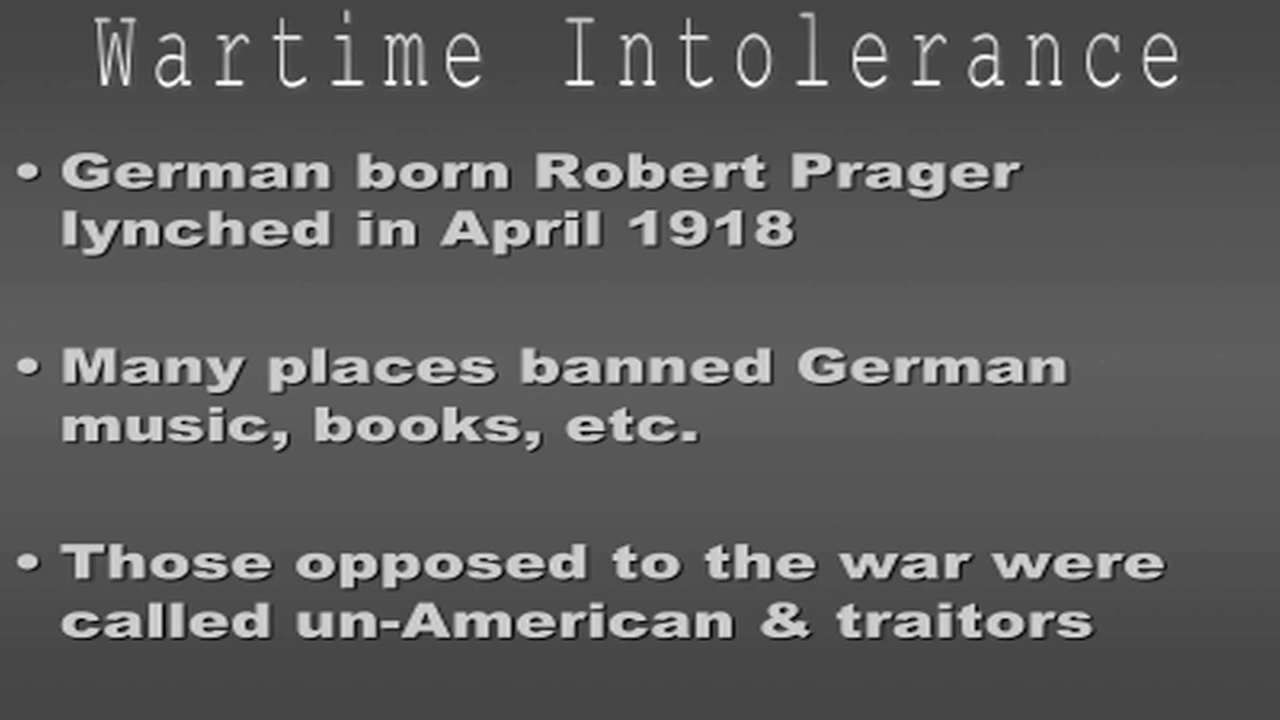 Wartime Intolerance
• German born Robert Prager
lynched in April 1918
• Many places banned German
music, books, etc.
• Those opposed to the war were
called un-American & traitors